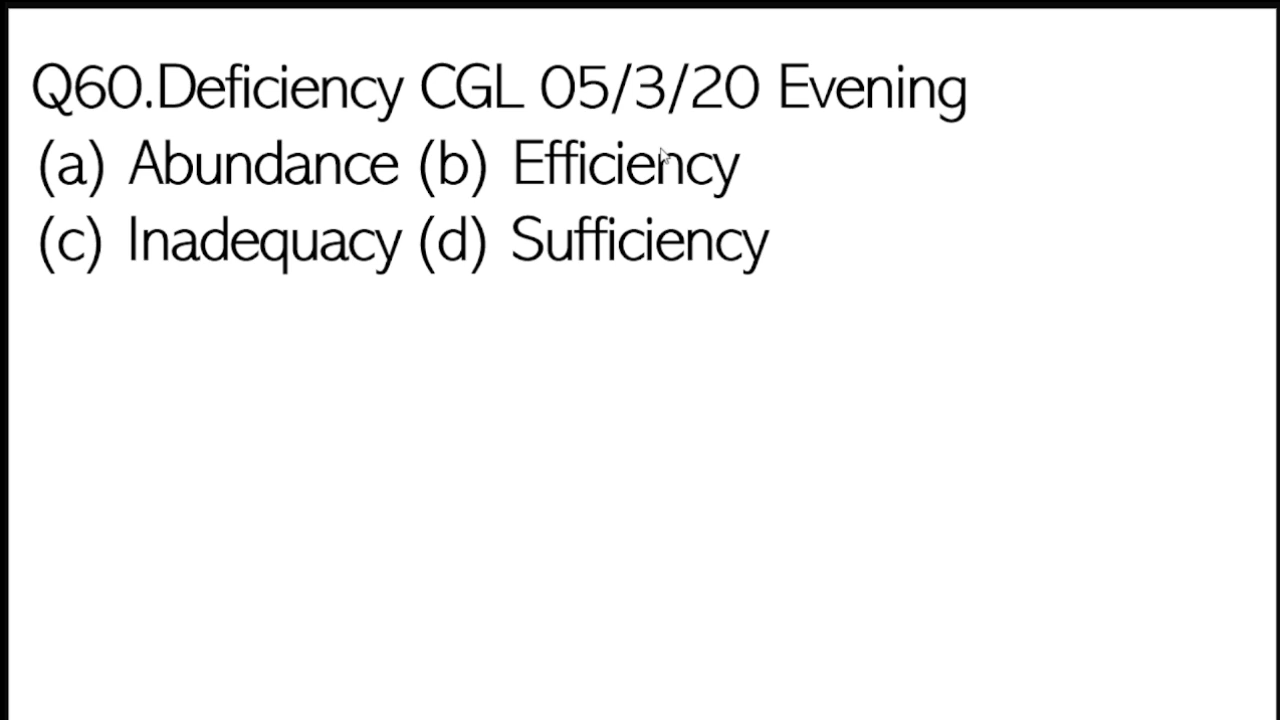 Q60.Deficiency CGL 05/3/20 Evening
(a) Abundance (b) Efficiency
(c) Inadequacy (d) Sufficiency